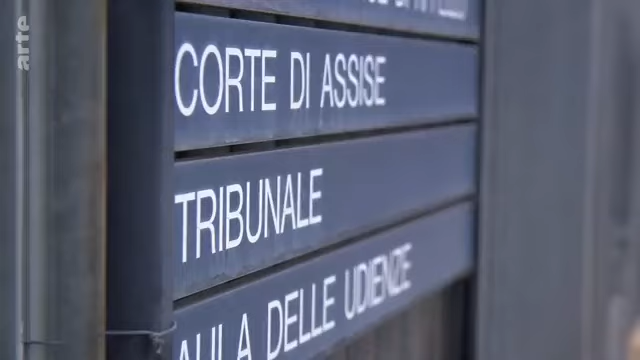 arte
CORTE DI ASSISE
TRIBUNALE
AULA DELLE UDIENZE